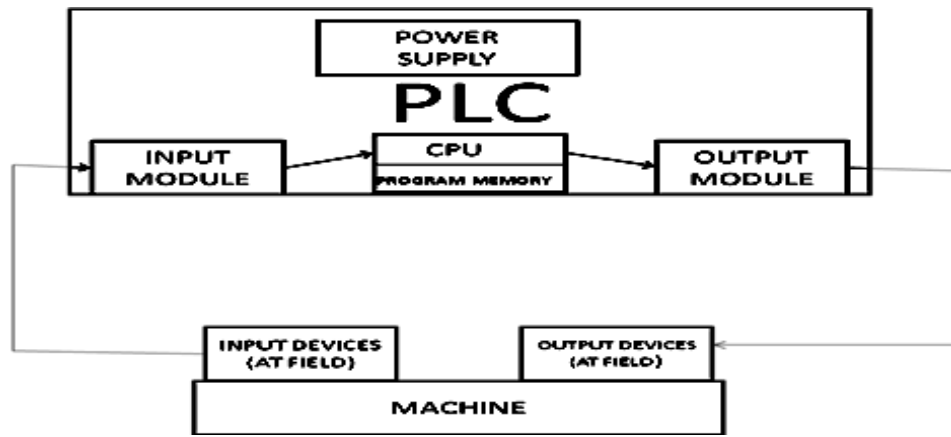 POWER
SUPPLY
PLC
INPUT
MODULE
CPU
PROGRAM MEMORY
OUTPUT
MODULE
INPUT DEVICES
(AT FIELD)
OUTPUT DEVICES
(AT FIELD)
MACHINE